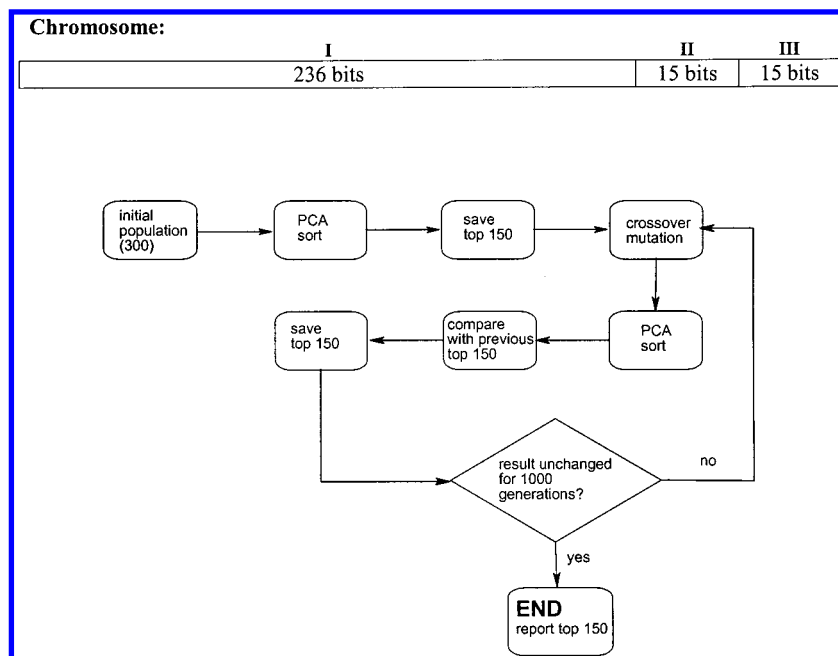 Chromosome:
I II III
236 bits 15 bits 15 bits
initial
population
(300)
PCA
sort
save
top 150
crossover
mutation
save
top 150
compare
with previous
top 150
PCA
sort
result unchanged
for 1000
generations?
no
yes
END
report top 150